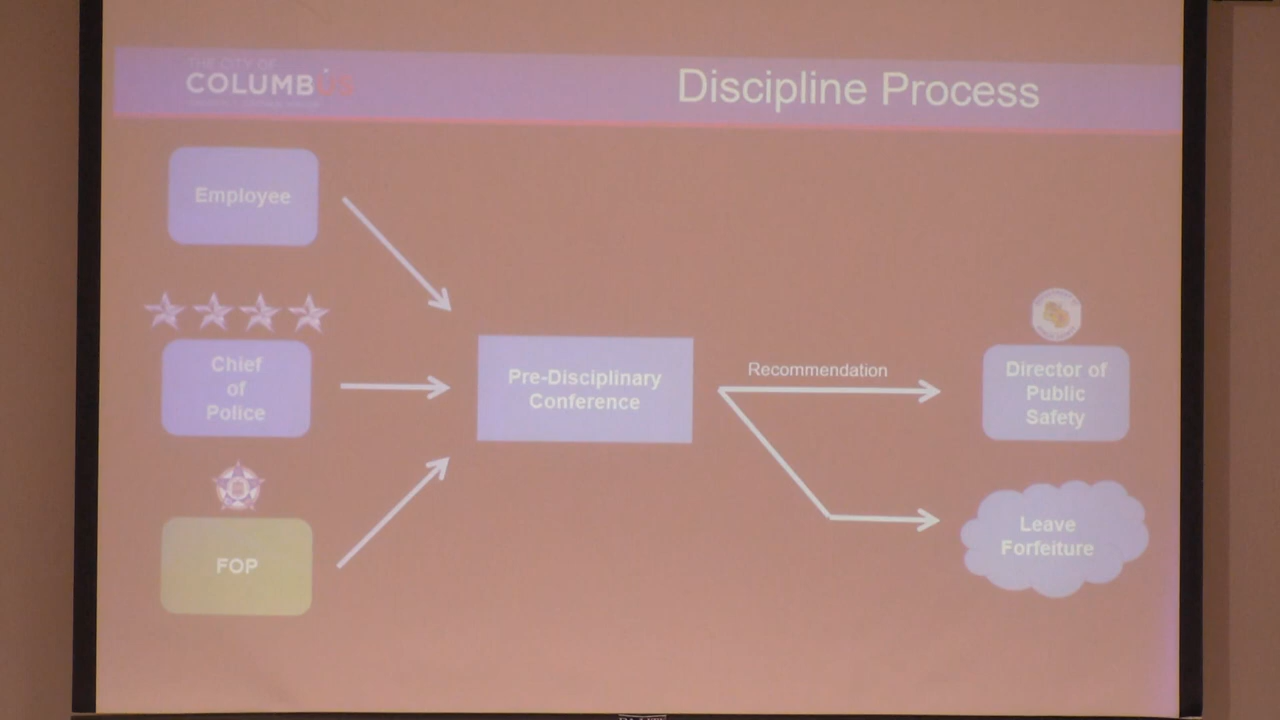 THE CITY OF
COLUMBUS
Discipline Process
Employee
Chief
of
Police
FOP
Pre-Disciplinary
Conference
Recommendation
Director of
Public
Safety
Leave
Forfeiture